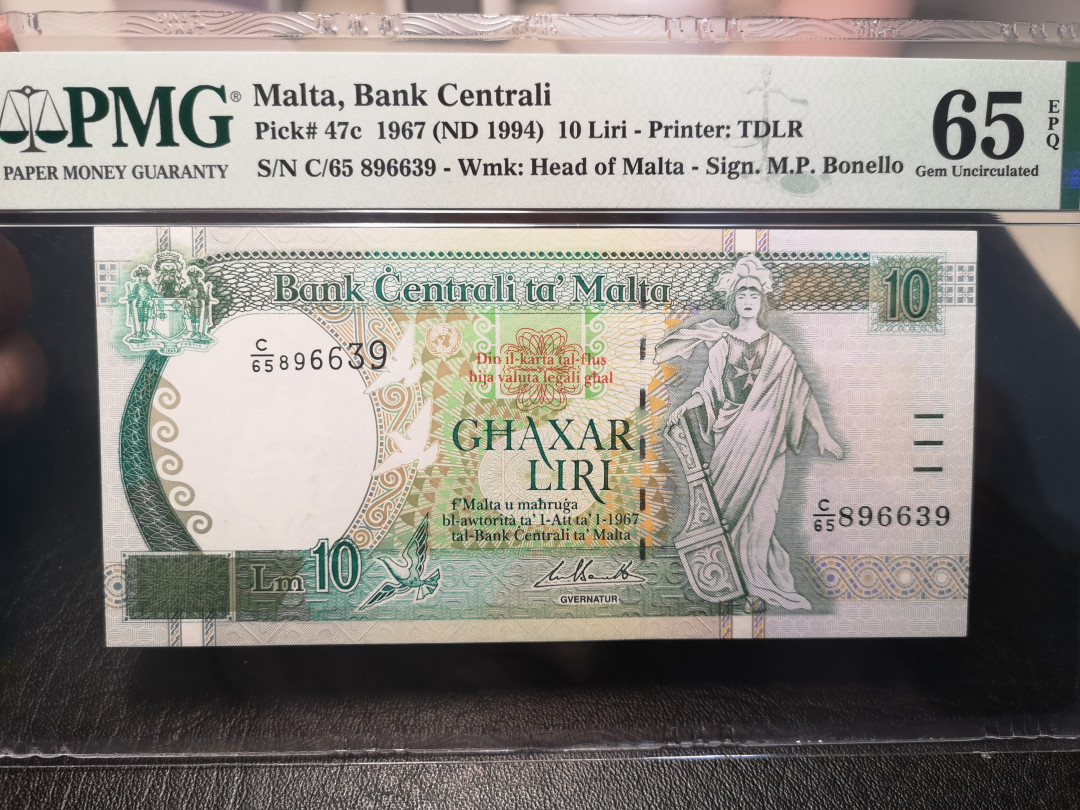 PMG®
PAPER MONEY GUARANTY
Malta, Bank Centrali
Pick# 47c 1967 (ND 1994) 10 Liri - Printer: TDLR
S/N C/65 896639 - Wmk: Head of Malta - Sign. M.P. Bonello
65
EPQ
Gem Uncirculated
Bank Ċentrali ta' Malta
10
C/65 896639
Din il-karta tal-flus
hija valuta legali għal
GĦAXAR
LIRI
f'Malta u maħruġa
bl-awtorità ta' l-Att ta' l-1967
tal-Bank Ċentrali ta' Malta
C/65 896639
Lm 10
GVERNATUR